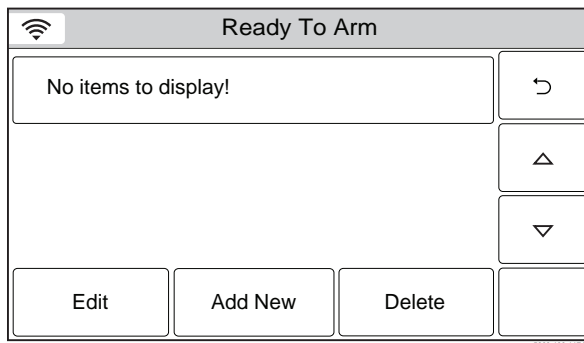 Ready To Arm
No items to display!
Edit
Add New
Delete